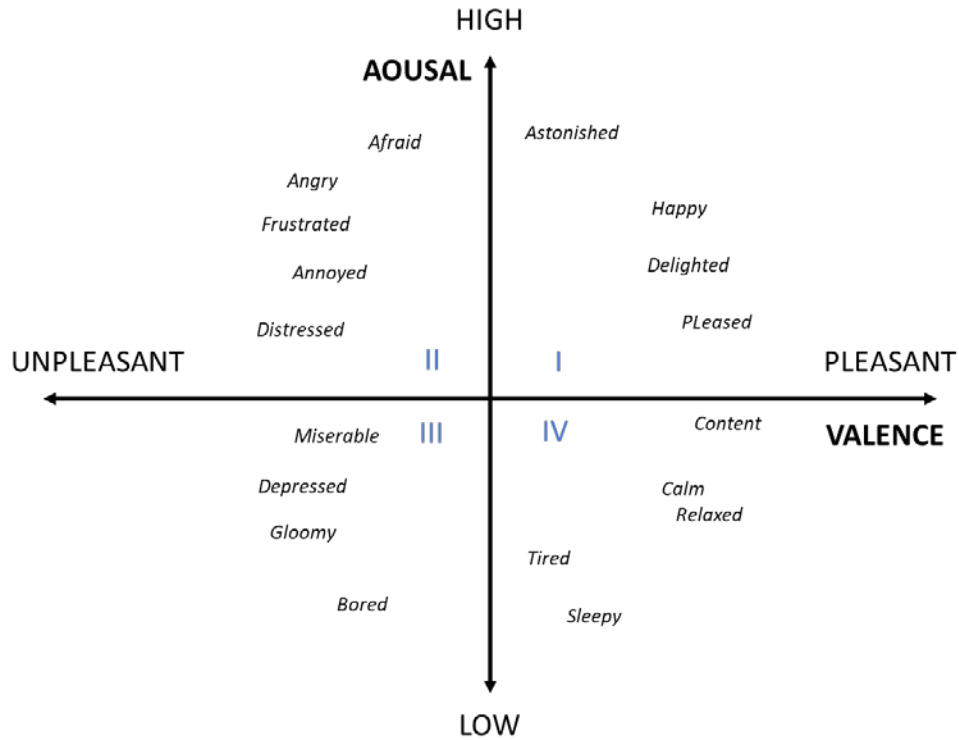 HIGH
AOUSAL
Astonished
Afraid
Angry
Happy
Frustrated
Delighted
Annoyed
PLeased
Distressed
UNPLEASANT
II
I
PLEASANT
Content
Miserable
III
IV
VALENCE
Depressed
Calm
Relaxed
Gloomy
Tired
Bored
Sleepy
LOW